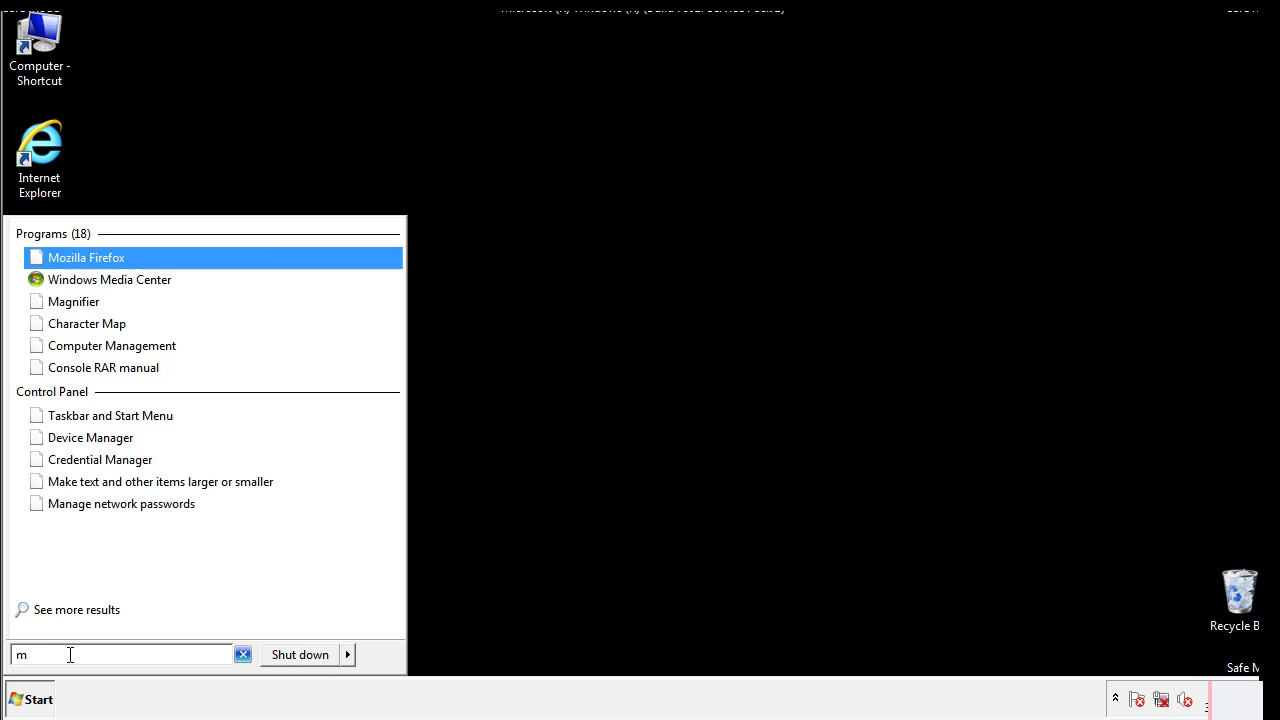 Computer -
Shortcut
Internet
Explorer
Programs (18)
Mozilla Firefox
Windows Media Center
Magnifier
Character Map
Computer Management
Console RAR manual
Control Panel
Taskbar and Start Menu
Device Manager
Credential Manager
Make text and other items larger or smaller
Manage network passwords
See more results
m
Shut down
Recycle B
Safe M
Start